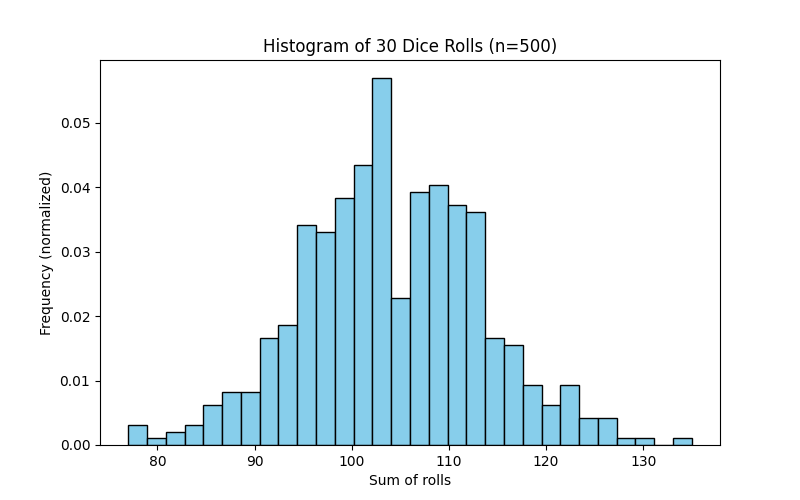 Histogram of 30 Dice Rolls (n=500)
Frequency (normalized)
0.05
0.04
0.03
0.02
0.01
0.00
80 90 100 110 120 130
Sum of rolls